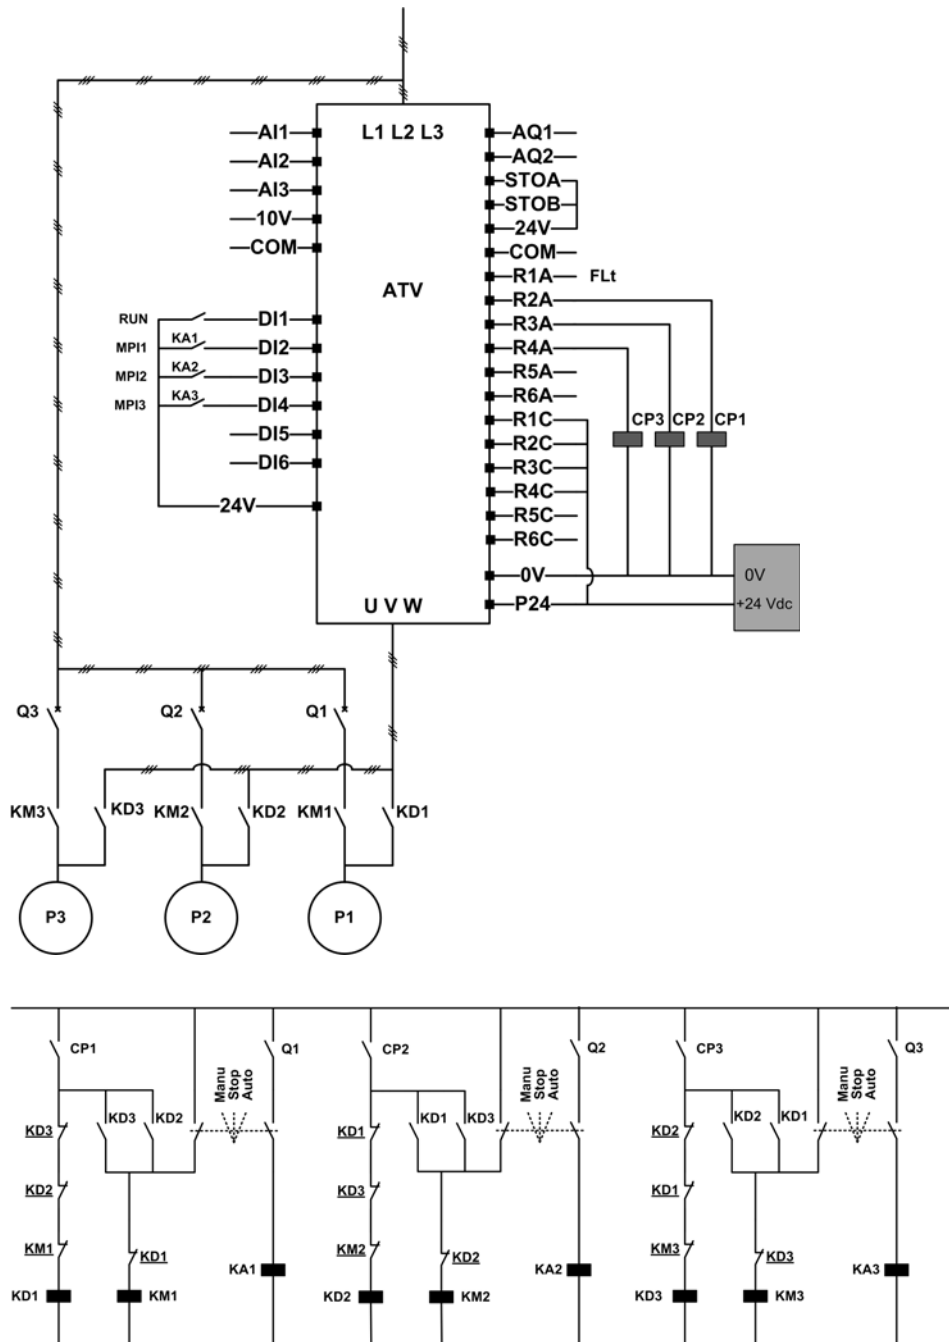 L1 L2 L3
AI1
AI2
AI3
10V
COM
AQ1
AQ2
STOA
STOB
24V
COM
R1A FLt
R2A
R3A
R4A
R5A
R6A
R1C
R2C
R3C
R4C
R5C
R6C
0V
P24
ATV
RUN DI1
MPI1 KA1 DI2
MPI2 KA2 DI3
MPI3 KA3 DI4
DI5
DI6
24V
CP3 CP2 CP1
0V
+24 Vdc
U V W
Q3 Q2 Q1
KM3 KD3 KM2 KD2 KM1 KD1
P3 P2 P1
CP1 Q1 CP2 Q2 CP3 Q3
Manu
Stop
Auto
Manu
Stop
Auto
Manu
Stop
Auto
KD3 KD3 KD2 KD1 KD1 KD3 KD2 KD2 KD1
KD2 KD3 KD1
KM1 KD1 KM2 KD2 KM3 KD3
KA1 KA2 KA3
KD1 KM1 KD2 KM2 KD3 KM3